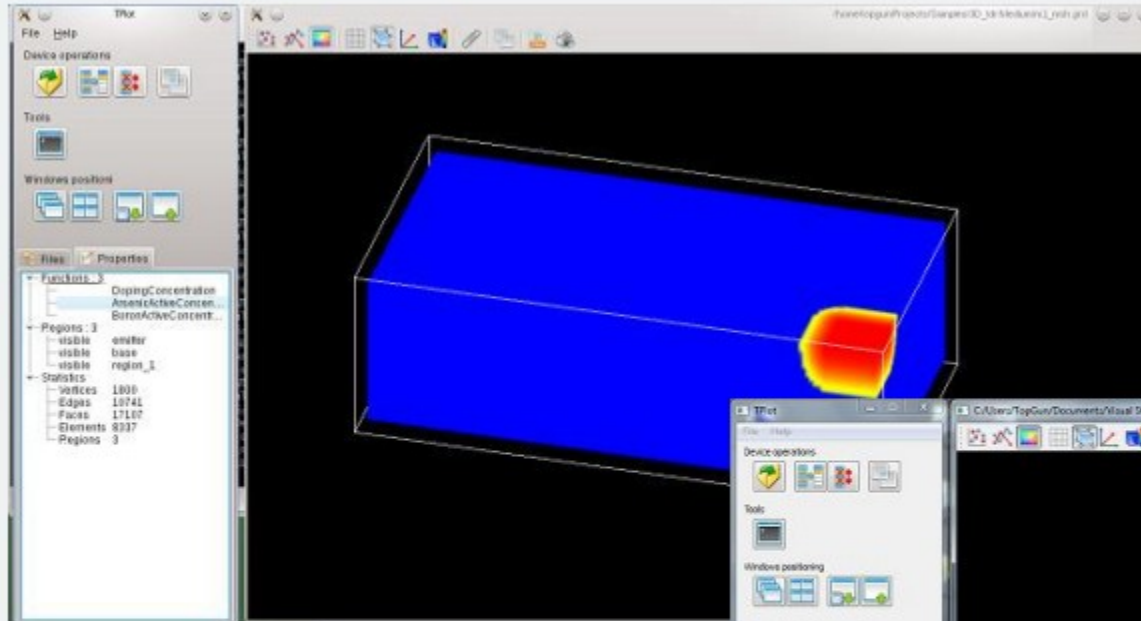 TPlot
File Help
Device operations
Tools
Windows position
Files Properties
Functions : 3
DopingConcentration
ArsenicActiveConcen...
BoronActiveConcentr...
Regions : 3
visible emitter
visible base
visible region_1
Statistics
Vertices 1800
Edges 10741
Faces 17107
Elements 8337
Regions 3
TPlot
File Help
Device operations
Tools
Windows positioning
C:/Users/TopGun/Documents/Visual S